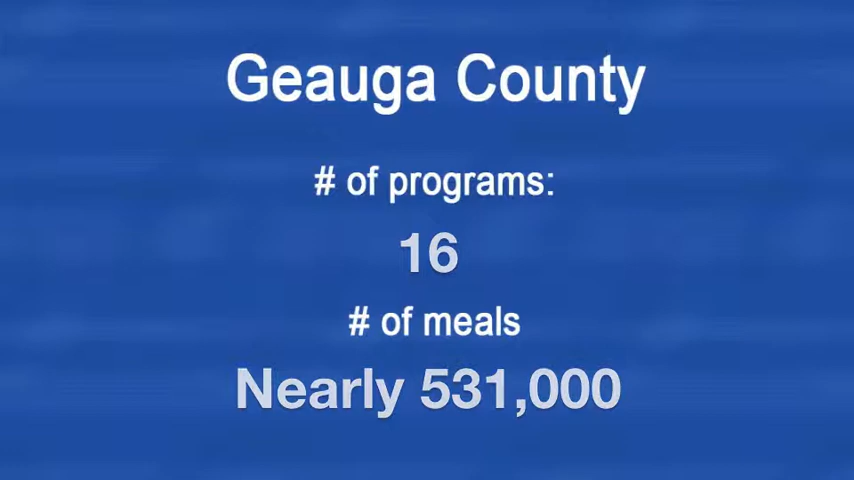 Geauga County
# of programs:
16
# of meals
Nearly 531,000